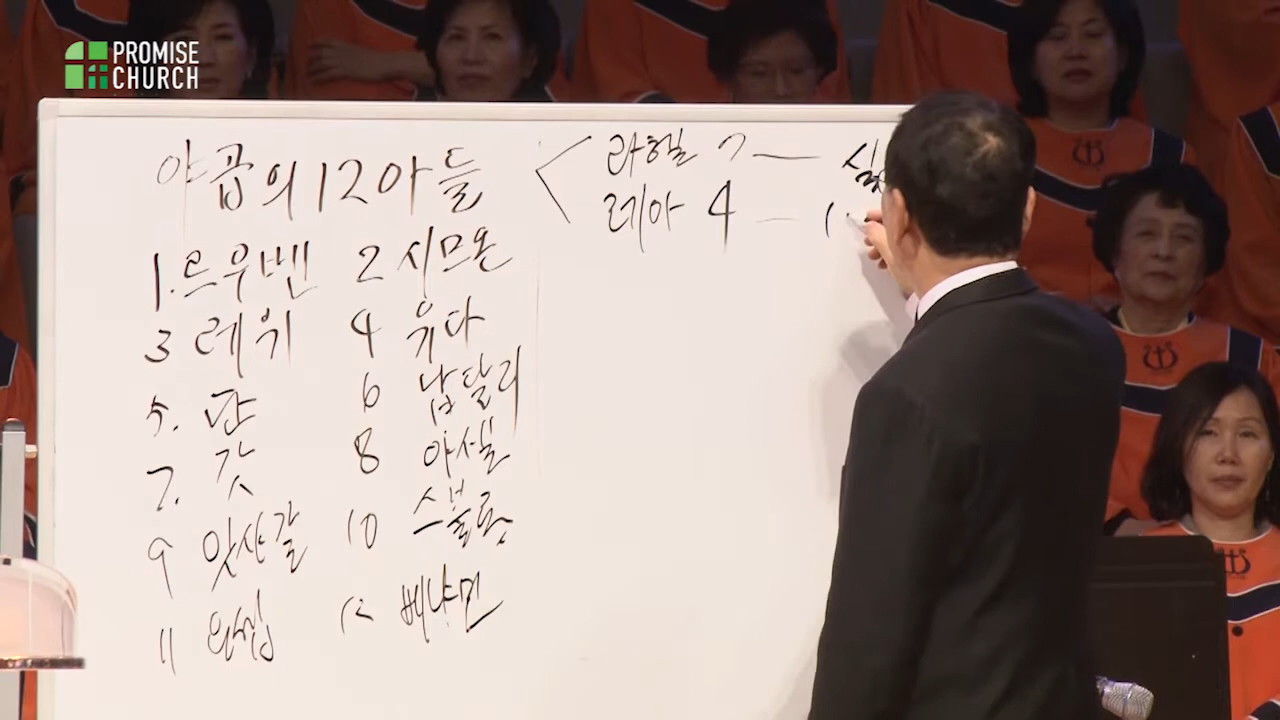 PROMISE
CHURCH
야곱의 12아들 < 라헬 7 —
레아 4 —
1. 르우벤 2 시므온
3 레위 4 유다
5. 단 6 납달리
7. 갓 8 아셀
9 잇사갈 10 스불론
11 요셉 12 베냐민